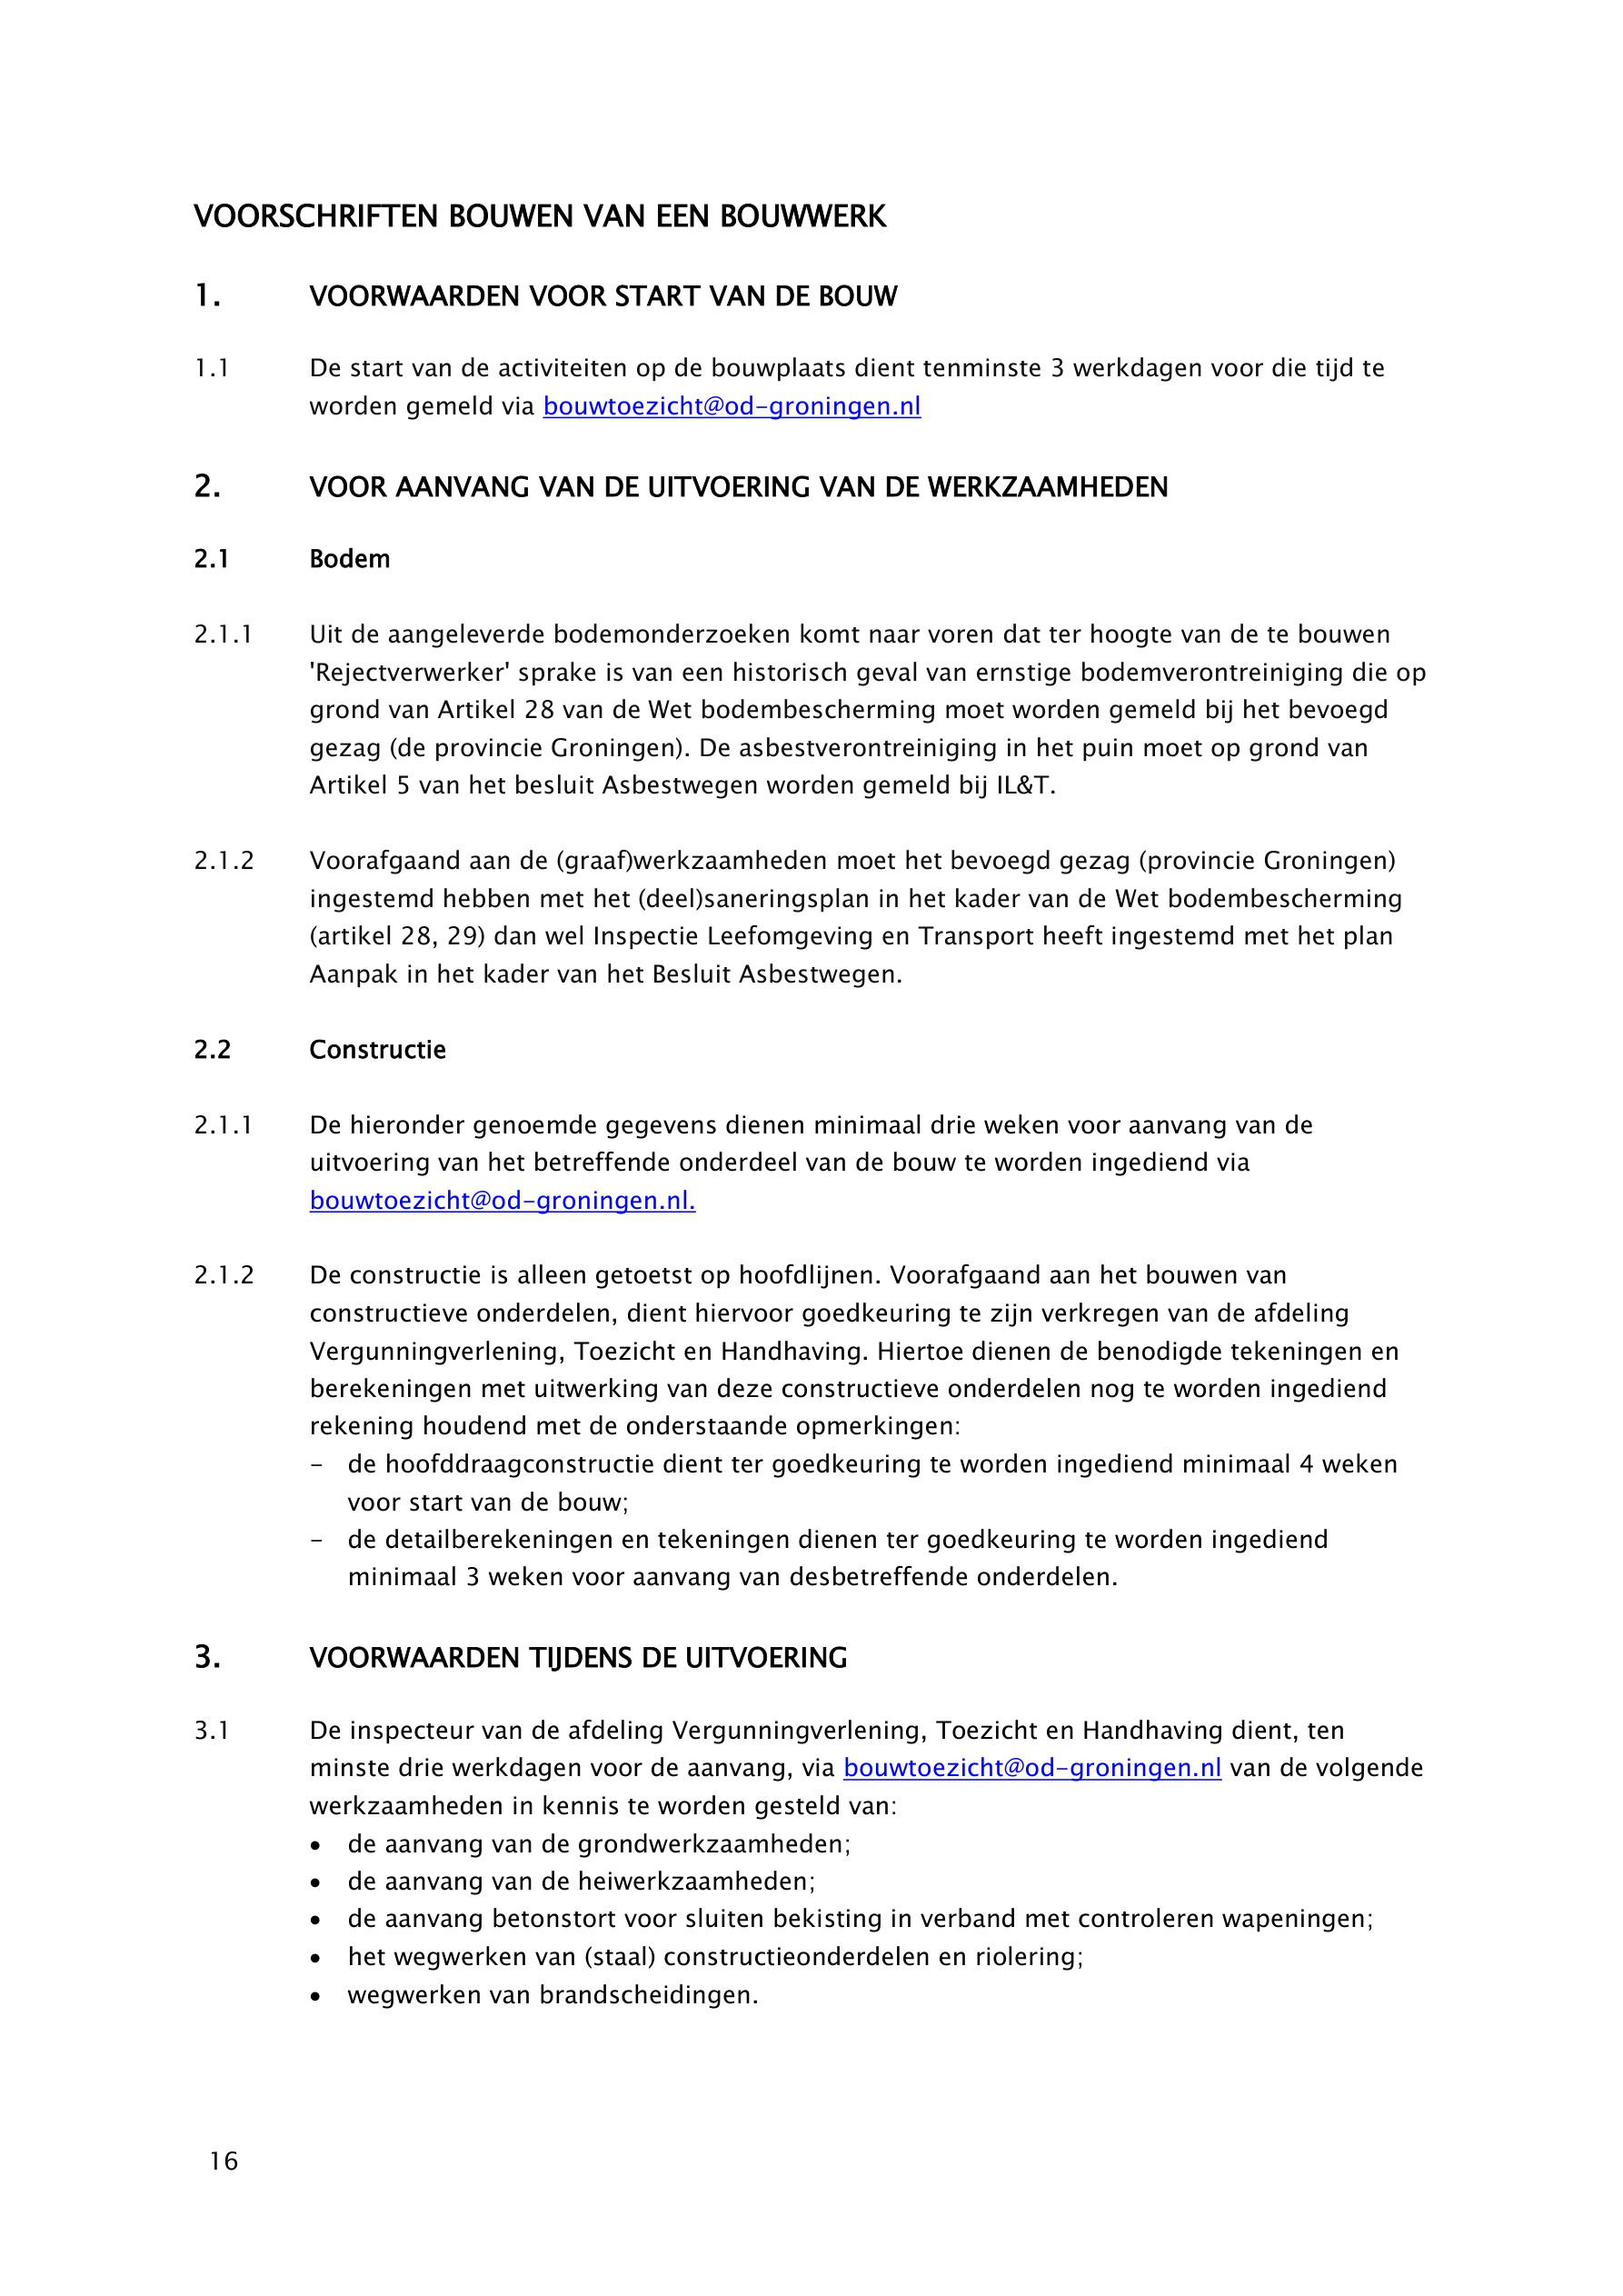 VOORSCHRIFTEN BOUWEN VAN EEN BOUWWERK
1. VOORWAARDEN VOOR START VAN DE BOUW
1.1 De start van de activiteiten op de bouwplaats dient tenminste 3 werkdagen voor die tijd te
worden gemeld via bouwtoezicht@od-groningen.nl
2. VOOR AANVANG VAN DE UITVOERING VAN DE WERKZAAMHEDEN
2.1 Bodem
2.1.1 Uit de aangeleverde bodemonderzoeken komt naar voren dat ter hoogte van de te bouwen
'Rejectverwerker' sprake is van een historisch geval van ernstige bodemverontreiniging die op
grond van Artikel 28 van de Wet bodembescherming moet worden gemeld bij het bevoegd
gezag (de provincie Groningen). De asbestverontreiniging in het puin moet op grond van
Artikel 5 van het besluit Asbestwegen worden gemeld bij IL&T.
2.1.2 Voorafgaand aan de (graaf)werkzaamheden moet het bevoegd gezag (provincie Groningen)
ingestemd hebben met het (deel)saneringsplan in het kader van de Wet bodembescherming
(artikel 28, 29) dan wel Inspectie Leefomgeving en Transport heeft ingestemd met het plan
Aanpak in het kader van het Besluit Asbestwegen.
2.2 Constructie
2.1.1 De hieronder genoemde gegevens dienen minimaal drie weken voor aanvang van de
uitvoering van het betreffende onderdeel van de bouw te worden ingediend via
bouwtoezicht@od-groningen.nl.
2.1.2 De constructie is alleen getoetst op hoofdlijnen. Voorafgaand aan het bouwen van
constructieve onderdelen, dient hiervoor goedkeuring te zijn verkregen van de afdeling
Vergunningverlening, Toezicht en Handhaving. Hiertoe dienen de benodigde tekeningen en
berekeningen met uitwerking van deze constructieve onderdelen nog te worden ingediend
rekening houdend met de onderstaande opmerkingen:
- de hoofddraagconstructie dient ter goedkeuring te worden ingediend minimaal 4 weken
voor start van de bouw;
- de detailberekeningen en tekeningen dienen ter goedkeuring te worden ingediend
minimaal 3 weken voor aanvang van desbetreffende onderdelen.
3. VOORWAARDEN TIJDENS DE UITVOERING
3.1 De inspecteur van de afdeling Vergunningverlening, Toezicht en Handhaving dient, ten
minste drie werkdagen voor de aanvang, via bouwtoezicht@od-groningen.nl van de volgende
werkzaamheden in kennis te worden gesteld van:
• de aanvang van de grondwerkzaamheden;
• de aanvang van de heiwerkzaamheden;
• de aanvang betonstort voor sluiten bekisting in verband met controleren wapeningen;
• het wegwerken van (staal) constructieonderdelen en riolering;
• wegwerken van brandscheidingen.
16